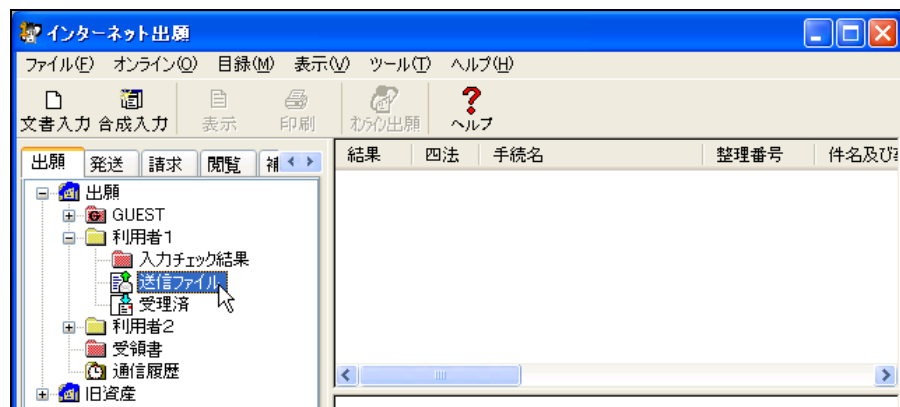 インターネット出願
ファイル(F) オンライン(O) 目録(M) 表示(V) ツール(T) ヘルプ(H)
文書入力 合成入力 表示 印刷 オンライン出願 ヘルプ
出願 発送 請求 閲覧
結果 四法 手続名 整理番号 件名及び
出願
GUEST
利用者1
入力チェック結果
送信ファイル
受理済
利用者2
受領書
通信履歴
旧資産